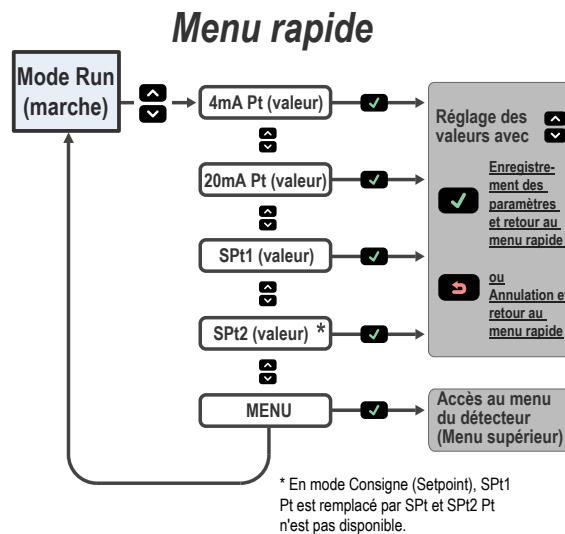 Menu rapide
Mode Run
(marche)
4mA Pt (valeur)
20mA Pt (valeur)
SPt1 (valeur)
SPt2 (valeur) *
MENU
Réglage des
valeurs avec
Enregistre-
ment des
paramètres
et retour au
menu rapide
ou
Annulation et
retour au
menu rapide
Accès au menu
du détecteur
(Menu supérieur)
* En mode Consigne (Setpoint), SPt1
Pt est remplacé par SPt et SPt2 Pt
n'est pas disponible.